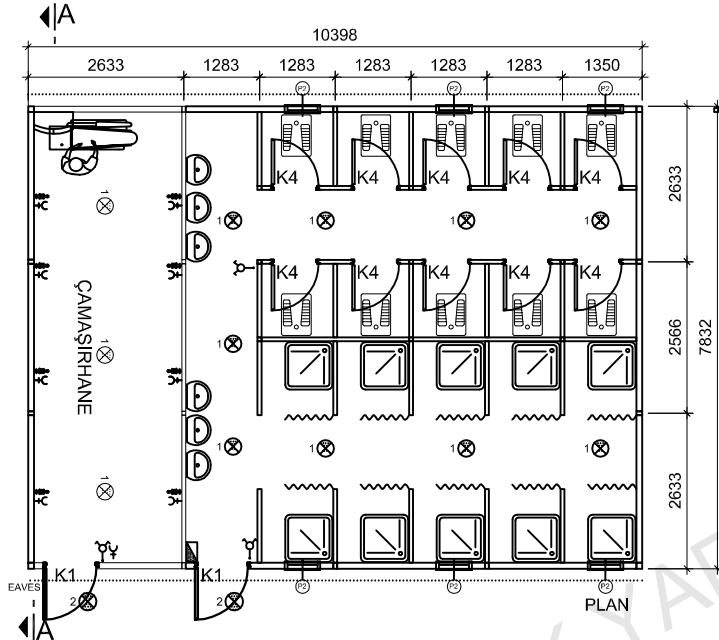 A
10398
2633 1283 1283 1283 1283 1283 1350
P2 P2 P2
K4 K4 K4 K4 K4
1 1 1 1
2633
K4 K4 K4 K4 K4
ÇAMAŞIRHANE
1
1
1
1
2566
7832
1 1 1 1
2633
K1 K1
EAVES
2 2
P2 P2 P2
PLAN
A